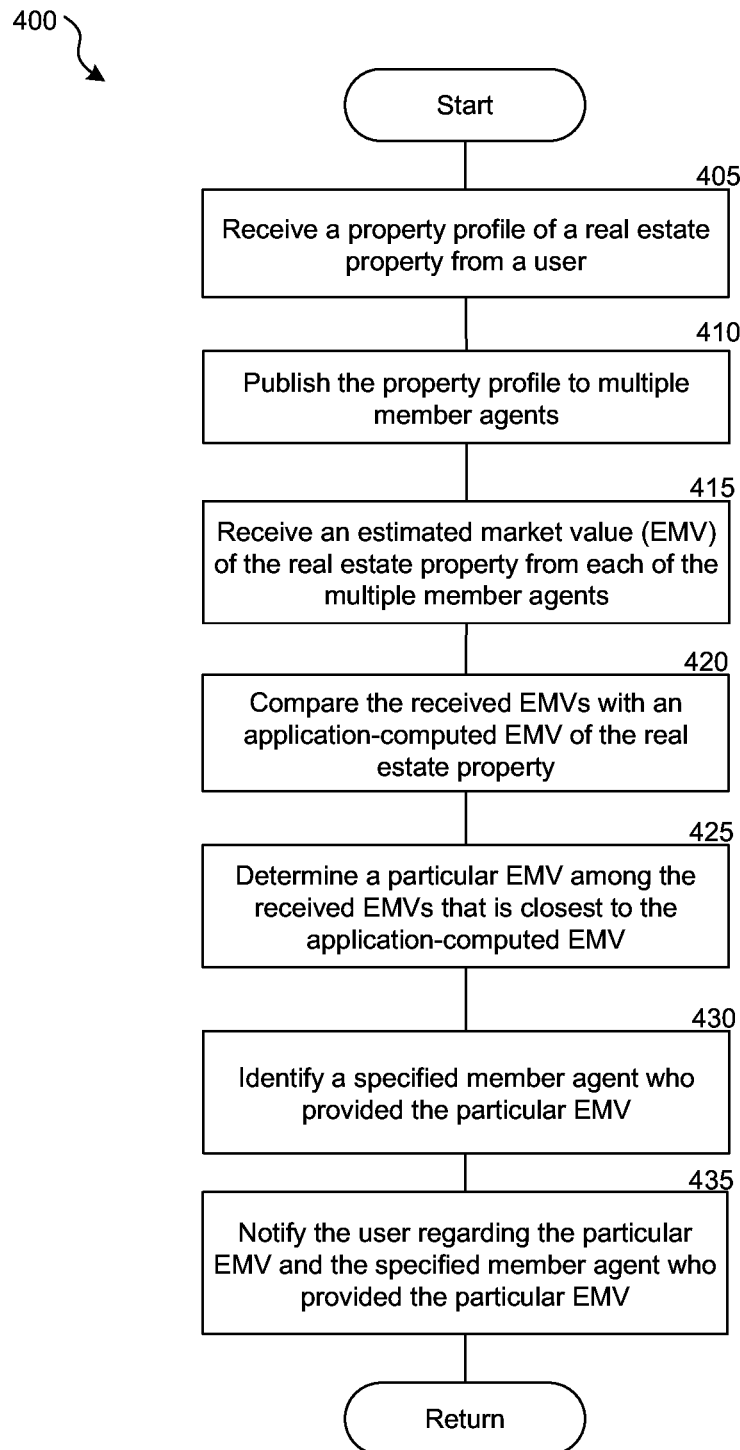 400
Start
405
Receive a property profile of a real estate
property from a user
410
Publish the property profile to multiple
member agents
415
Receive an estimated market value (EMV)
of the real estate property from each of the
multiple member agents
420
Compare the received EMVs with an
application-computed EMV of the real
estate property
425
Determine a particular EMV among the
received EMVs that is closest to the
application-computed EMV
430
Identify a specified member agent who
provided the particular EMV
435
Notify the user regarding the particular
EMV and the specified member agent who
provided the particular EMV
Return